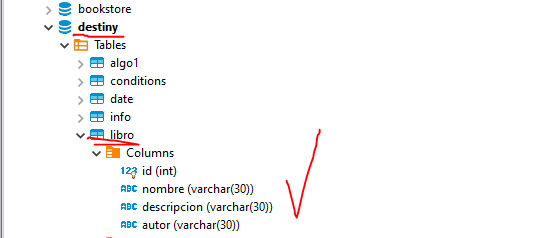 bookstore
destiny
Tables
algo1
conditions
date
info
libro
Columns
123 id (int)
ABC nombre (varchar(30))
ABC descripcion (varchar(30))
ABC autor (varchar(30))